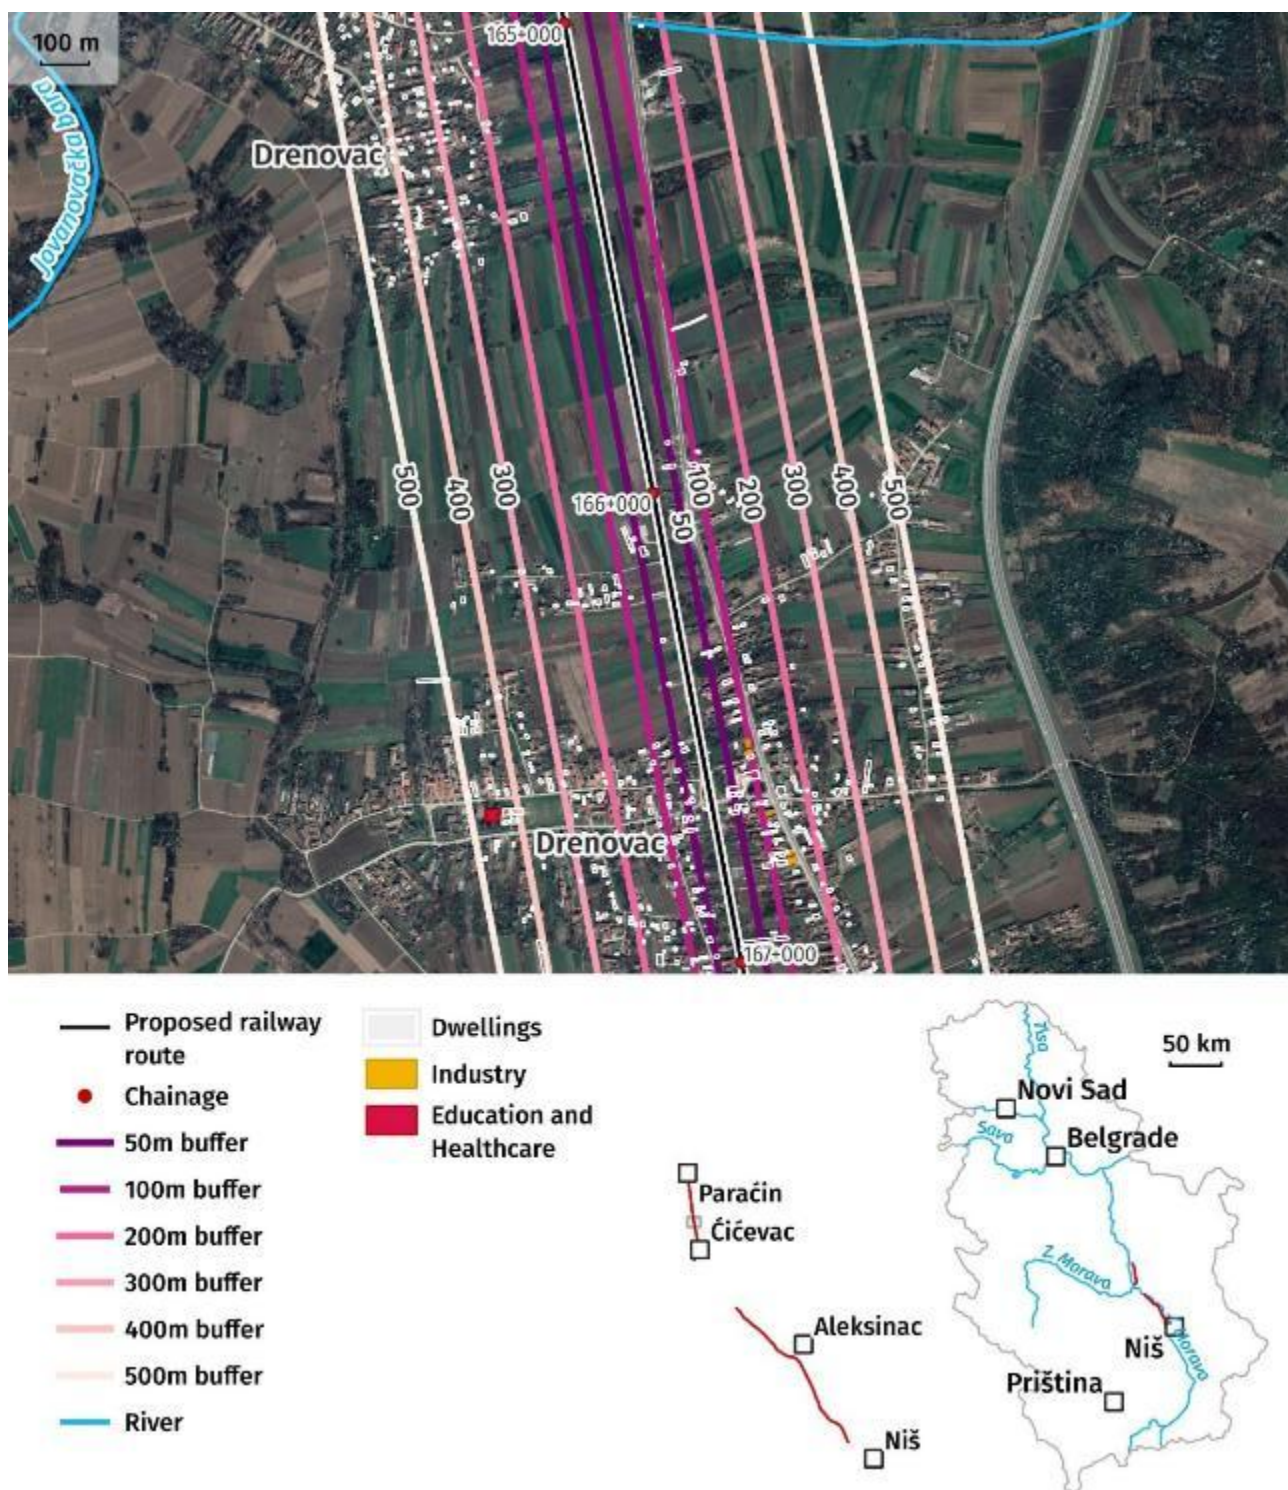 100 m
165+000
Jovanovačka bara
Drenovac
500
400
300
100
200
300
400
500
166+000
50
Drenovac
167+000
Proposed railway
route
Chainage
50m buffer
100m buffer
200m buffer
300m buffer
400m buffer
500m buffer
River
Dwellings
Industry
Education and
Healthcare
Paraćin
Ćićevac
Aleksinac
Niš
50 km
Tisa
Novi Sad
Sava
Belgrade
Z. Morava
Morava
Niš
Priština